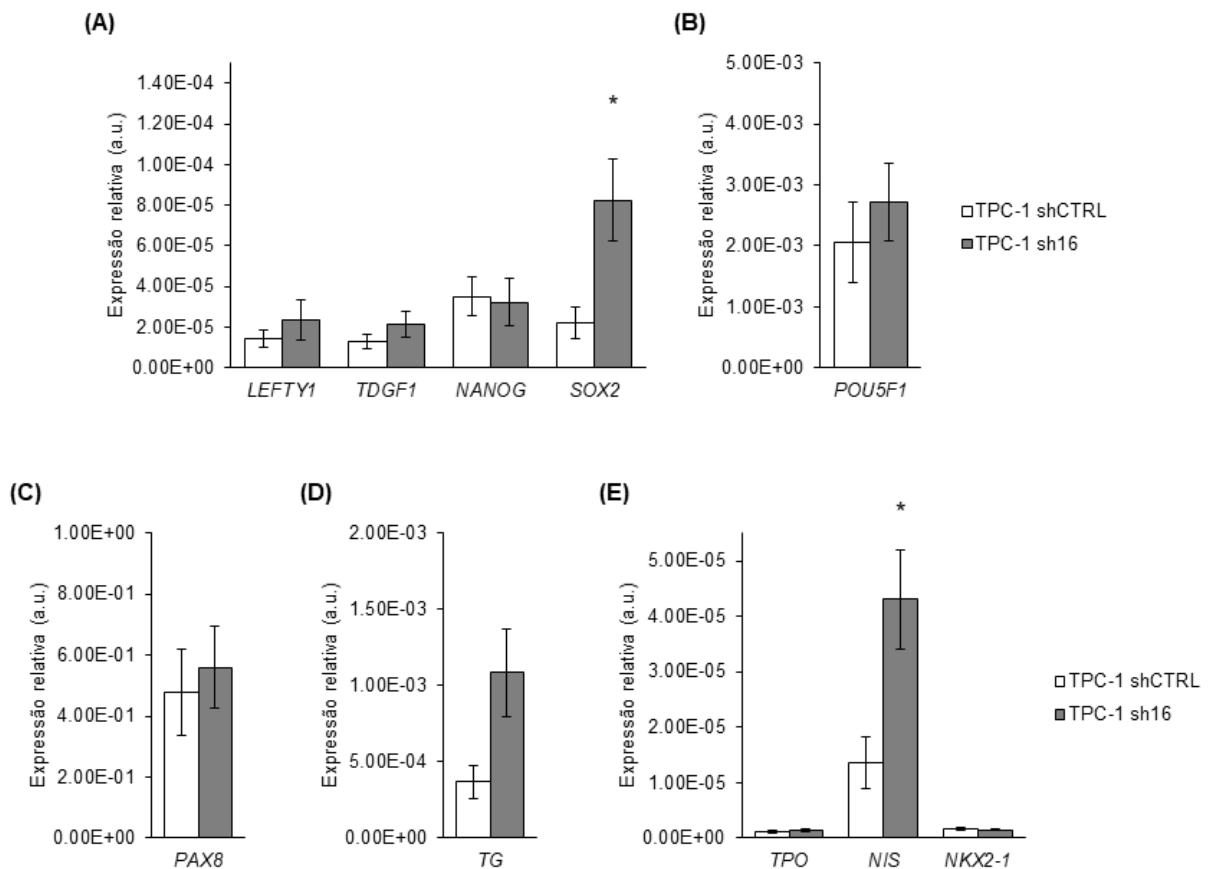 (A)
Expressão relativa (a.u.)
1.40E-04
1.20E-04
1.00E-04
8.00E-05
6.00E-05
4.00E-05
2.00E-05
0.00E+00
*
LEFTY1 TDGF1 NANOG SOX2
(B)
Expressão relativa (a.u.)
5.00E-03
4.00E-03
3.00E-03
2.00E-03
1.00E-03
0.00E+00
POU5F1
TPC-1 shCTRL
TPC-1 sh16
(C)
Expressão relativa (a.u.)
1.00E+00
8.00E-01
6.00E-01
4.00E-01
2.00E-01
0.00E+00
PAX8
(D)
Expressão relativa (a.u.)
2.00E-03
1.50E-03
1.00E-03
5.00E-04
0.00E+00
TG
(E)
Expressão relativa (a.u.)
5.00E-05
4.00E-05
3.00E-05
2.00E-05
1.00E-05
0.00E+00
*
TPO NIS NKX2-1
TPC-1 shCTRL
TPC-1 sh16